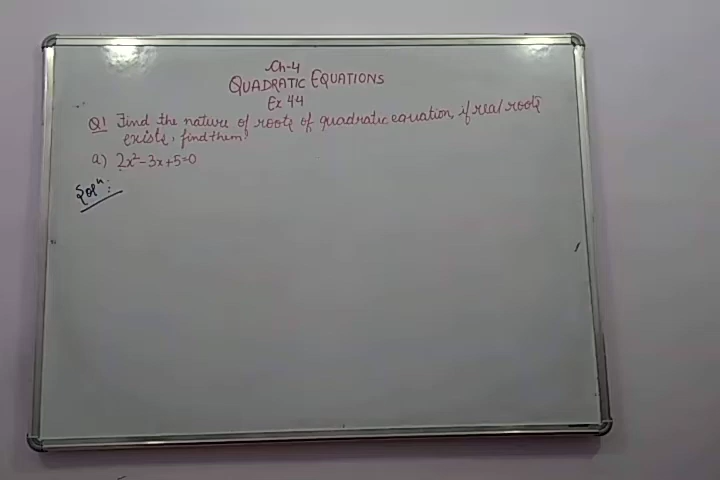 Ch-4
QUADRATIC EQUATIONS
Ex 4.4
Q1 Find the nature of roots of quadratic equation, if real roots
exists, find them?
a) 2x²-3x+5=0
Solⁿ: